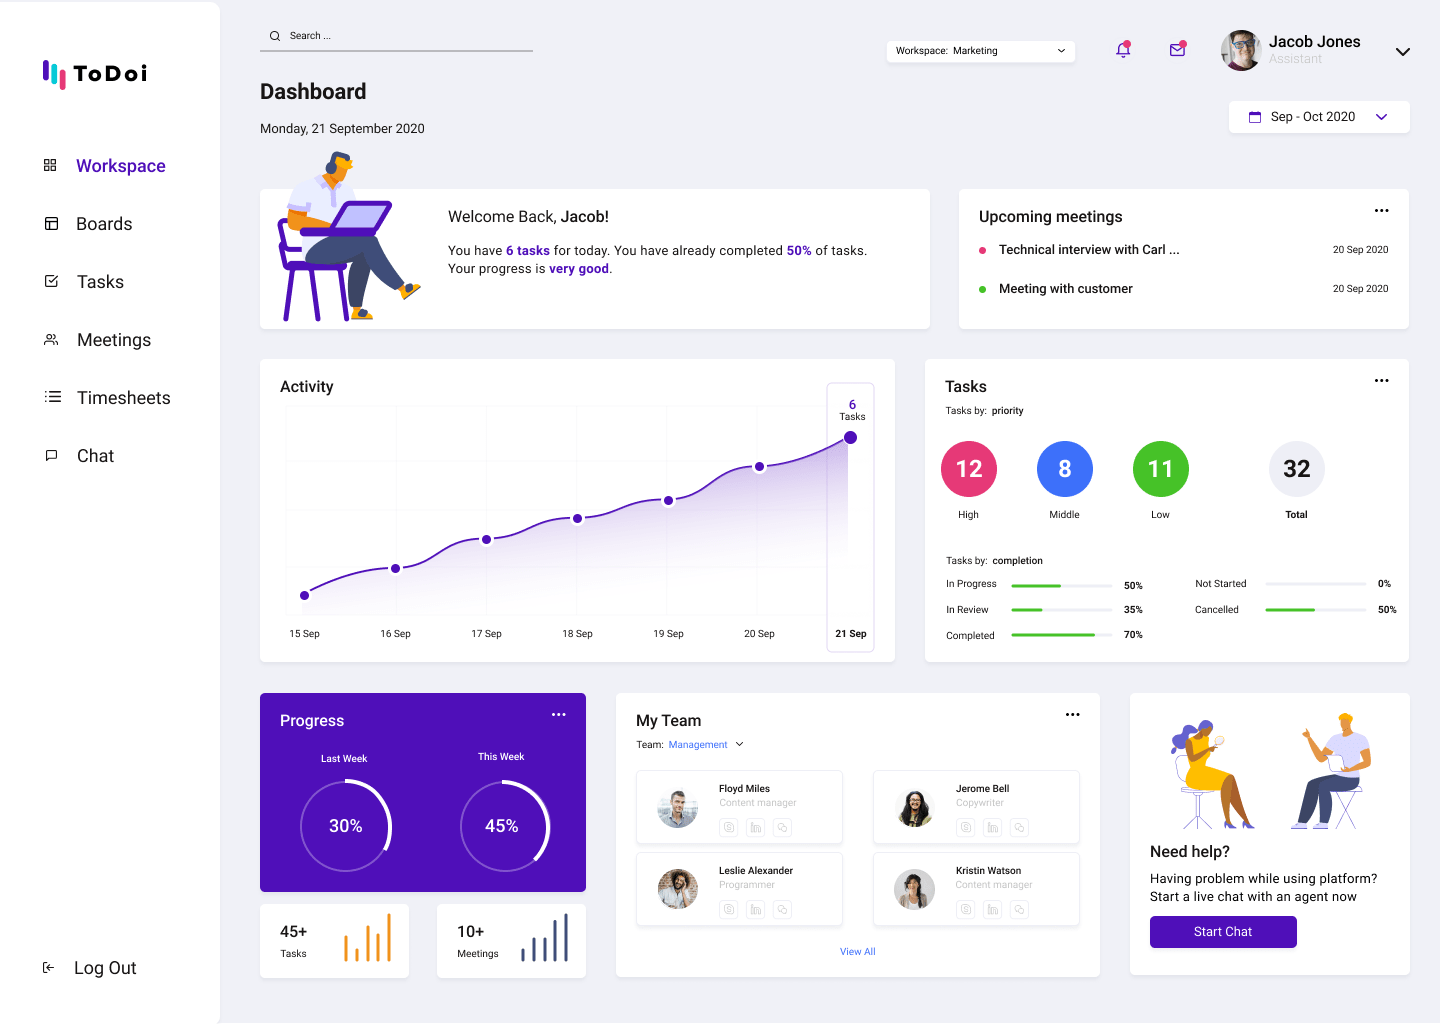 ToDoi
Workspace
Boards
Tasks
Meetings
Timesheets
Chat
Log Out
Search ...
Workspace: Marketing
Jacob Jones
Assistant
Dashboard
Monday, 21 September 2020
Sep - Oct 2020
Welcome Back, Jacob!
You have 6 tasks for today. You have already completed 50% of tasks.
Your progress is very good.
Upcoming meetings
Technical interview with Carl ... 20 Sep 2020
Meeting with customer 20 Sep 2020
Activity
6
Tasks
15 Sep 16 Sep 17 Sep 18 Sep 19 Sep 20 Sep 21 Sep
Tasks
Tasks by: priority
12 8 11 32
High Middle Low Total
Tasks by: completion
In Progress 50%
In Review 35%
Completed 70%
Not Started 0%
Cancelled 50%
Progress
Last Week
30%
This Week
45%
45+
Tasks
10+
Meetings
My Team
Team: Management
Floyd Miles
Content manager
Jerome Bell
Copywriter
Leslie Alexander
Programmer
Kristin Watson
Content manager
View All
Need help?
Having problem while using platform?
Start a live chat with an agent now
Start Chat